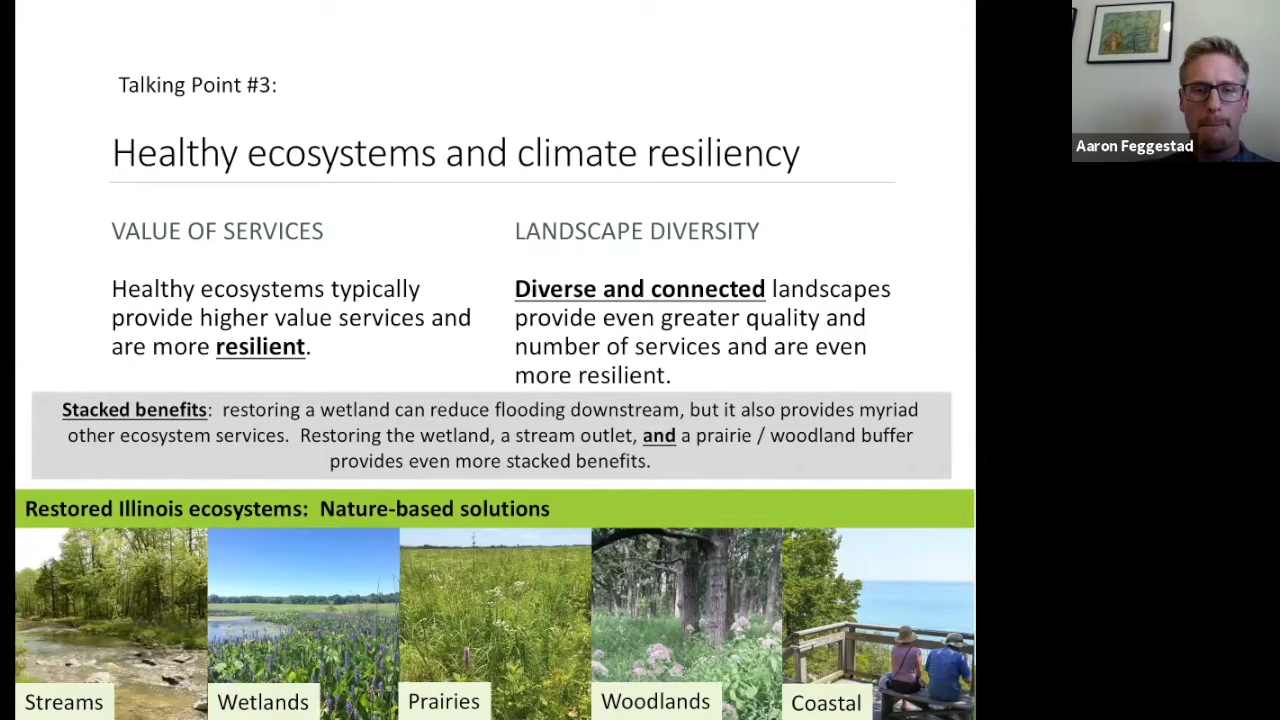 Talking Point #3:
Healthy ecosystems and climate resiliency
VALUE OF SERVICES
Healthy ecosystems typically
provide higher value services and
are more resilient.
LANDSCAPE DIVERSITY
Diverse and connected landscapes
provide even greater quality and
number of services and are even
more resilient.
Stacked benefits: restoring a wetland can reduce flooding downstream, but it also provides myriad
other ecosystem services. Restoring the wetland, a stream outlet, and a prairie / woodland buffer
provides even more stacked benefits.
Restored Illinois ecosystems: Nature-based solutions
Streams
Wetlands
Prairies
Woodlands
Coastal
Aaron Feggestad